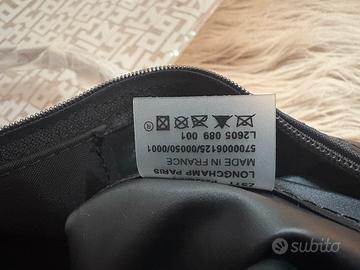 LONGCHAMP PARIS
MADE IN FRANCE
5700006125/00050/0001
L2605 089 001
subito